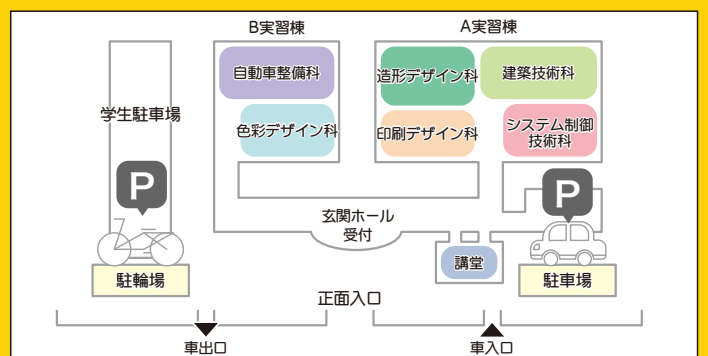 B実習棟
A実習棟
自動車整備科
造形デザイン科
建築技術科
学生駐車場
色彩デザイン科
印刷デザイン科
システム制御
技術科
P
P
玄関ホール
受付
講堂
駐輪場
駐車場
正面入口
車出口
車入口